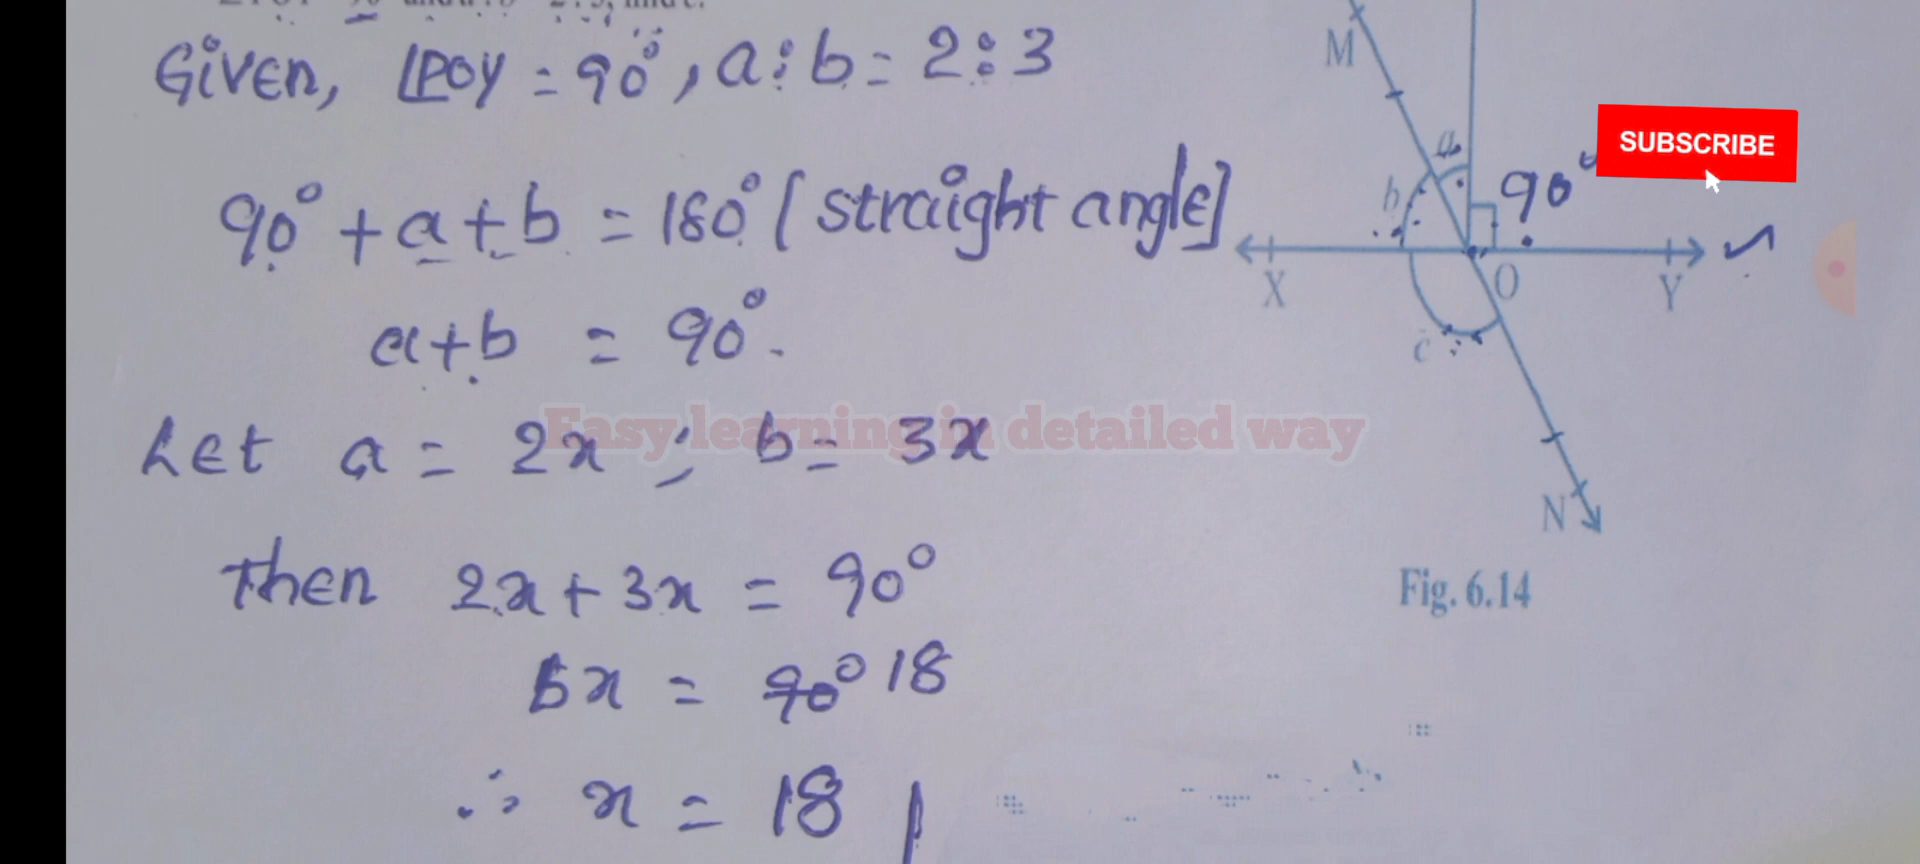 Given, ∠POY = 90°, a:b = 2:3
90° + a + b = 180° [straight angle]
a+b = 90°.
Let a = 2x ; b = 3x
Easy learning in detailed way
then 2x + 3x = 90°
5x = 90° 18
∴ x = 18
M
a
b
90°
SUBSCRIBE
X
O
Y
c
N
Fig. 6.14